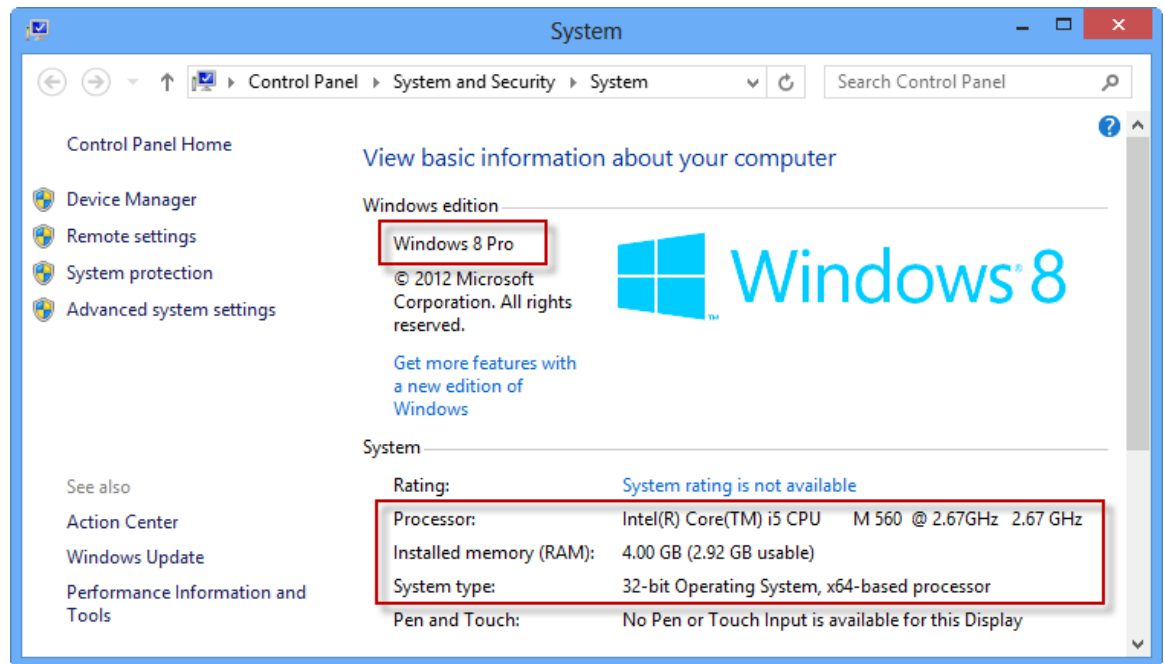 System
Control Panel System and Security System
Search Control Panel
?
Control Panel Home
Device Manager
Remote settings
System protection
Advanced system settings
See also
Action Center
Windows Update
Performance Information and
Tools
View basic information about your computer
Windows edition
Windows 8 Pro
© 2012 Microsoft
Corporation. All rights
reserved.
Get more features with
a new edition of
Windows
Windows® 8
TM
System
Rating: System rating is not available
Processor: Intel(R) Core(TM) i5 CPU M 560 @ 2.67GHz 2.67 GHz
Installed memory (RAM): 4.00 GB (2.92 GB usable)
System type: 32-bit Operating System, x64-based processor
Pen and Touch: No Pen or Touch Input is available for this Display